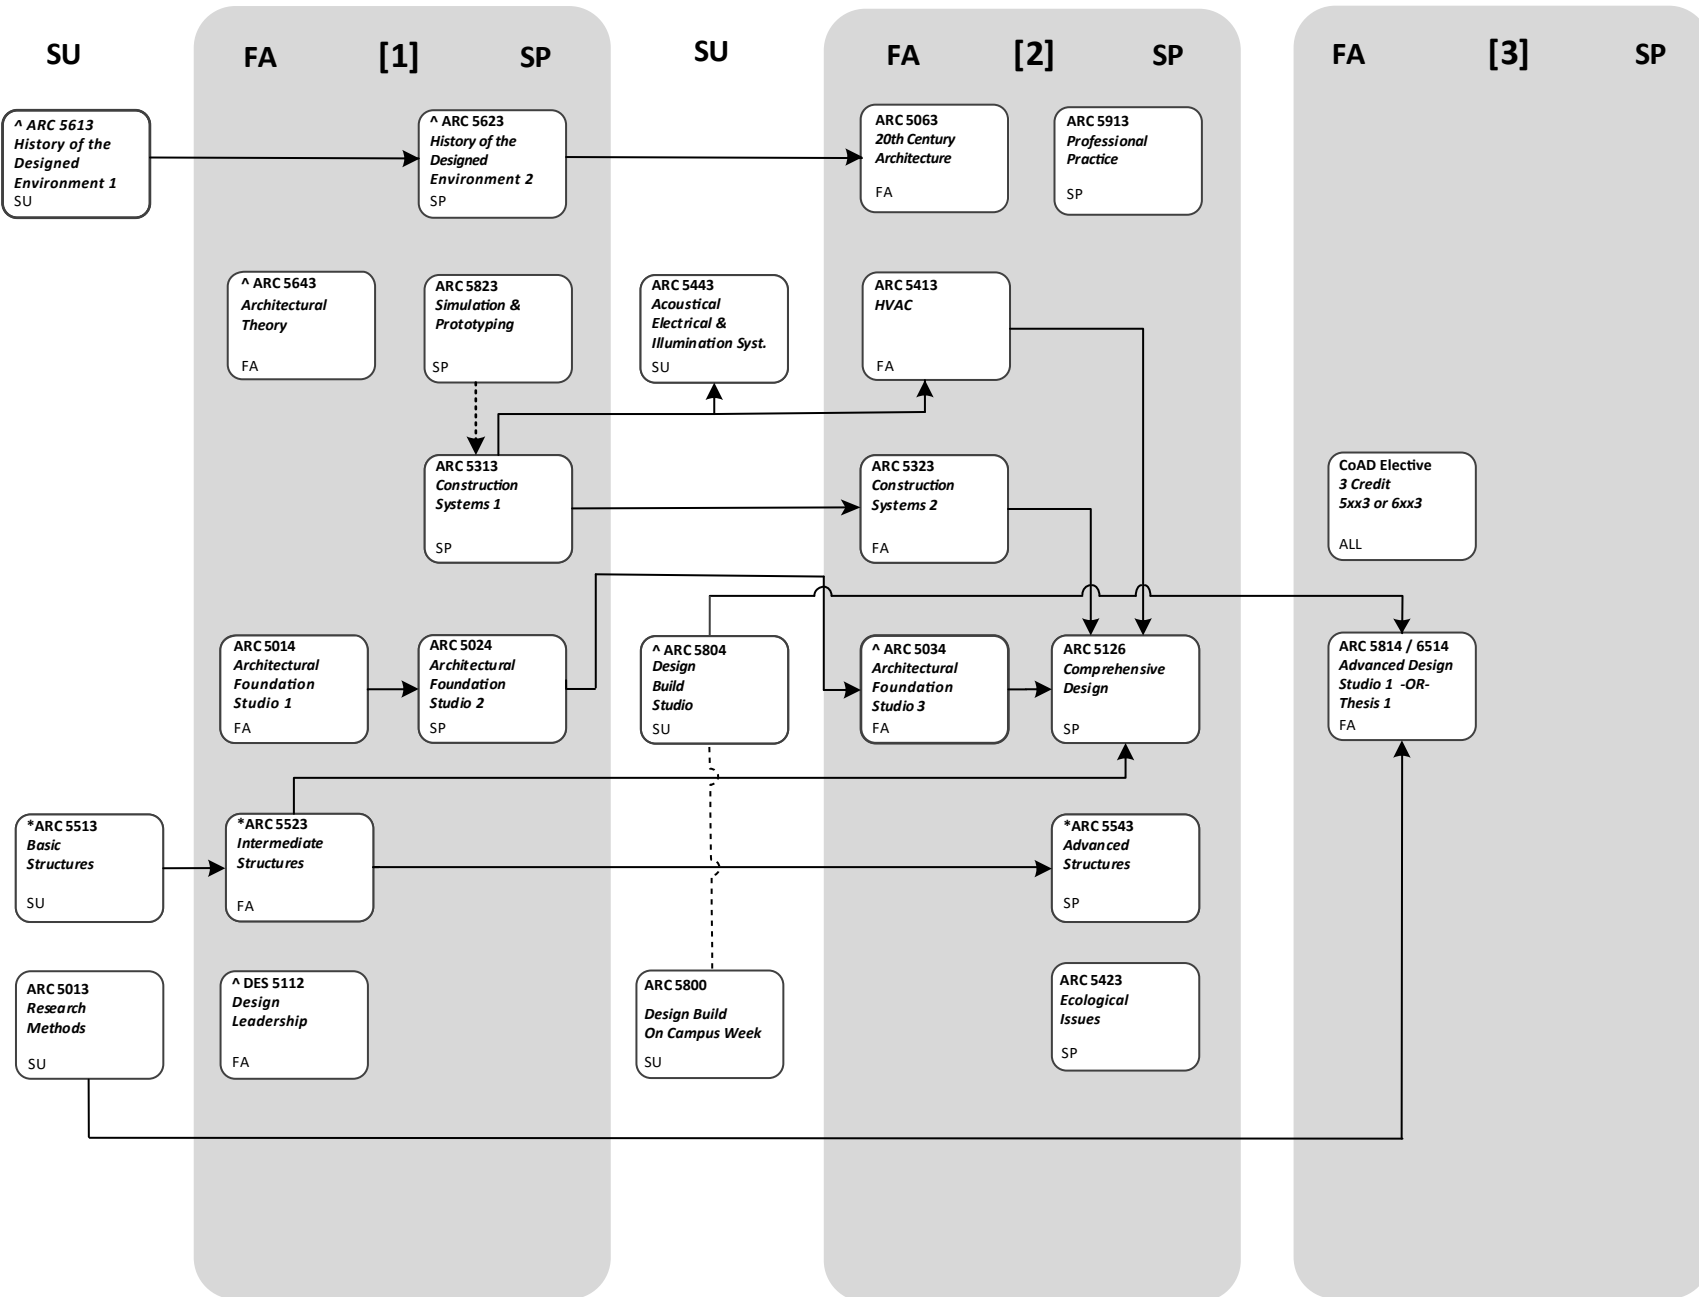 SU
FA
[1]
SP
SU
FA
[2]
SP
FA
[3]
SP
^ ARC 5613
History of the
Designed
Environment 1
SU
^ ARC 5623
History of the
Designed
Environment 2
SP
ARC 5063
20th Century
Architecture
FA
ARC 5913
Professional
Practice
SP
^ ARC 5643
Architectural
Theory
FA
ARC 5823
Simulation &
Prototyping
SP
ARC 5443
Acoustical
Electrical &
Illumination Syst.
SU
ARC 5413
HVAC
FA
ARC 5313
Construction
Systems 1
SP
ARC 5323
Construction
Systems 2
FA
CoAD Elective
3 Credit
5xx3 or 6xx3
ALL
ARC 5014
Architectural
Foundation
Studio 1
FA
ARC 5024
Architectural
Foundation
Studio 2
SP
^ ARC 5804
Design
Build
Studio
SU
^ ARC 5034
Architectural
Foundation
Studio 3
FA
ARC 5126
Comprehensive
Design
SP
ARC 5814 / 6514
Advanced Design
Studio 1 -OR-
Thesis 1
FA
*ARC 5513
Basic
Structures
SU
*ARC 5523
Intermediate
Structures
FA
*ARC 5543
Advanced
Structures
SP
ARC 5013
Research
Methods
SU
^ DES 5112
Design
Leadership
FA
ARC 5800
Design Build
On Campus Week
SU
ARC 5423
Ecological
Issues
SP